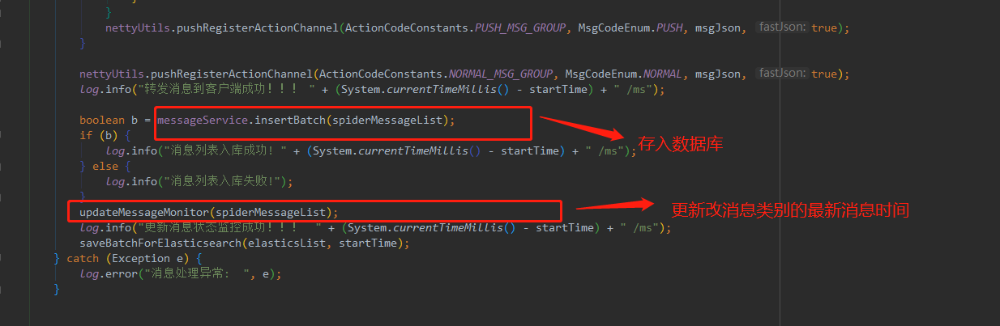 }
nettyUtils.pushRegisterActionChannel(ActionCodeConstants.PUSH_MSG_GROUP, MsgCodeEnum.PUSH, msgJson, fastJson: true);
}
nettyUtils.pushRegisterActionChannel(ActionCodeConstants.NORMAL_MSG_GROUP, MsgCodeEnum.NORMAL, msgJson, fastJson: true);
log.info("转发消息到客户端成功！！！ " + (System.currentTimeMillis() - startTime) + " /ms");
boolean b = messageService.insertBatch(spiderMessageList);
if (b) {
log.info("消息列表入库成功! " + (System.currentTimeMillis() - startTime) + " /ms");
存入数据库
} else {
log.info("消息列表入库失败!");
}
updateMessageMonitor(spiderMessageList);
更新改消息类别的最新消息时间
log.info("更新消息状态监控成功！！！ " + (System.currentTimeMillis() - startTime) + " /ms");
saveBatchForElasticsearch(elasticsList, startTime);
} catch (Exception e) {
log.error("消息处理异常： ", e);
}